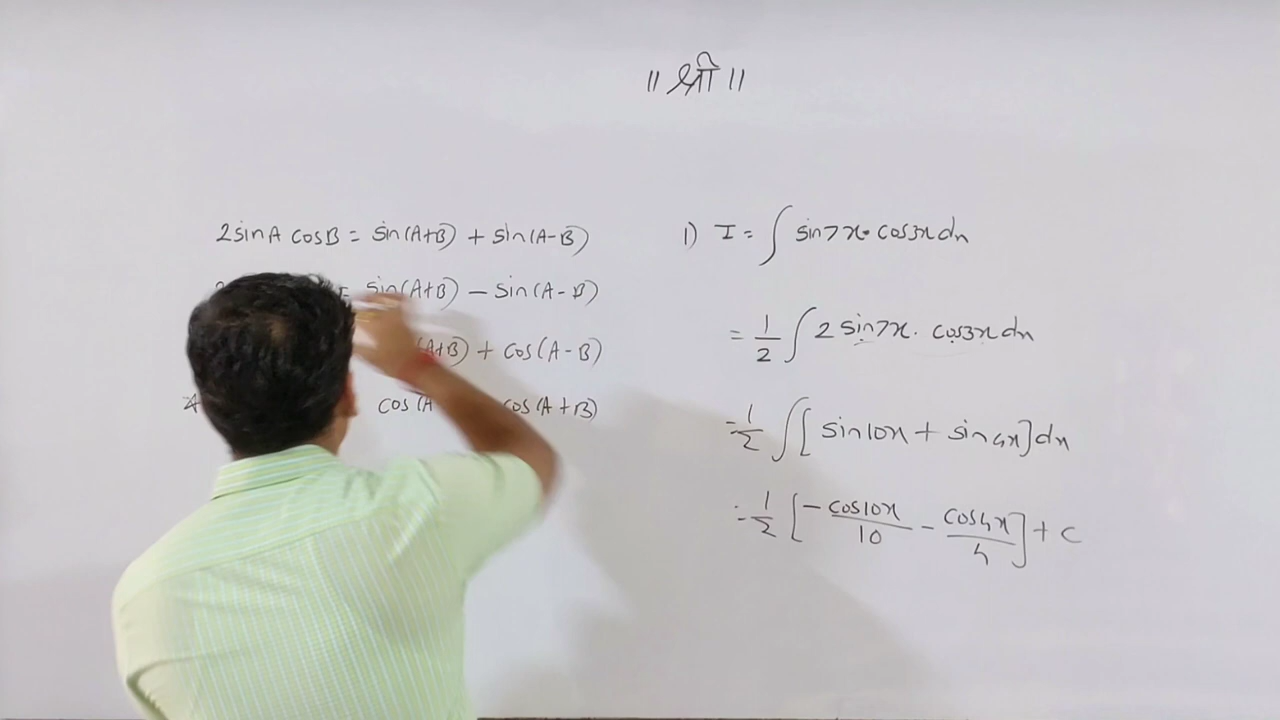 ॥ श्री ॥
2sinA cosB = sin(A+B) + sin(A-B)
= sin(A+B) - sin(A-B)
(A+B) + cos(A-B)
cos(A cos(A+B)
1) I = ∫ sin7x · cos3x dx
= 1/2 ∫ 2 sin7x · cos3x dx
= 1/2 ∫ [ sin10x + sin4x ] dx
= 1/2 [ - cos10x/10 - cos4x/4 ] + c